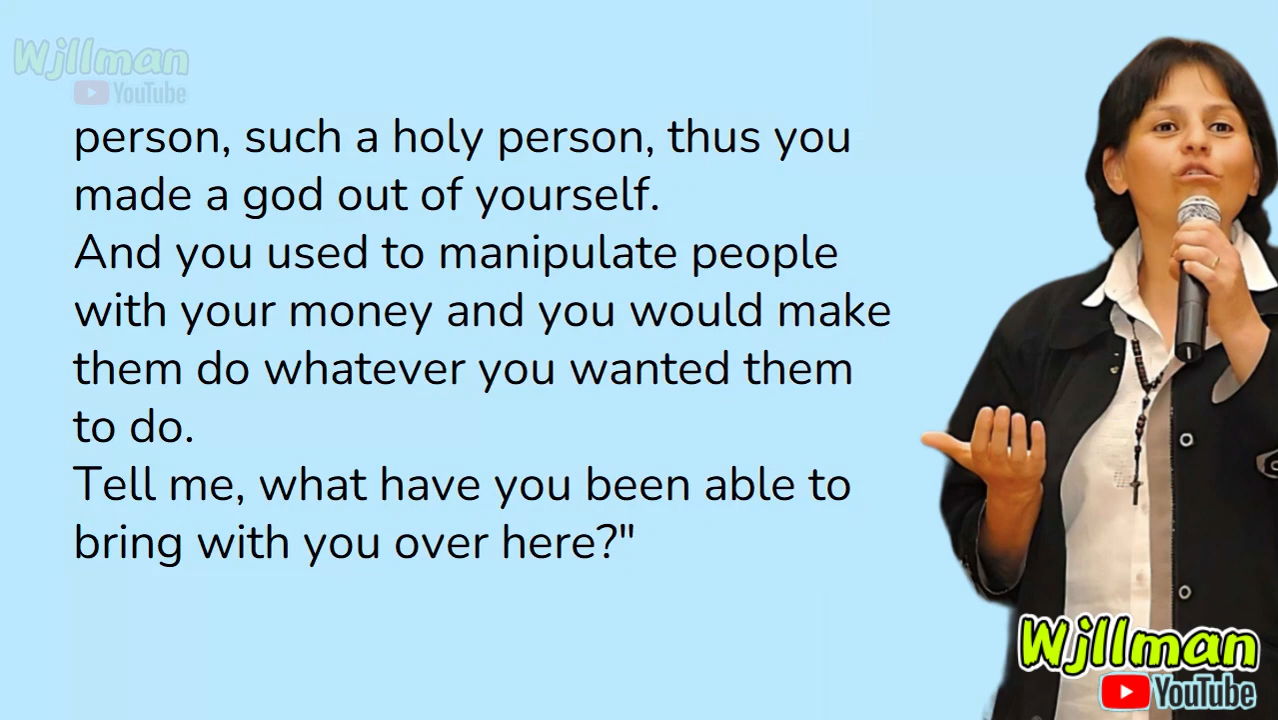 Wjllman
YouTube
person, such a holy person, thus you
made a god out of yourself.
And you used to manipulate people
with your money and you would make
them do whatever you wanted them
to do.
Tell me, what have you been able to
bring with you over here?"
Wjllman
YouTube